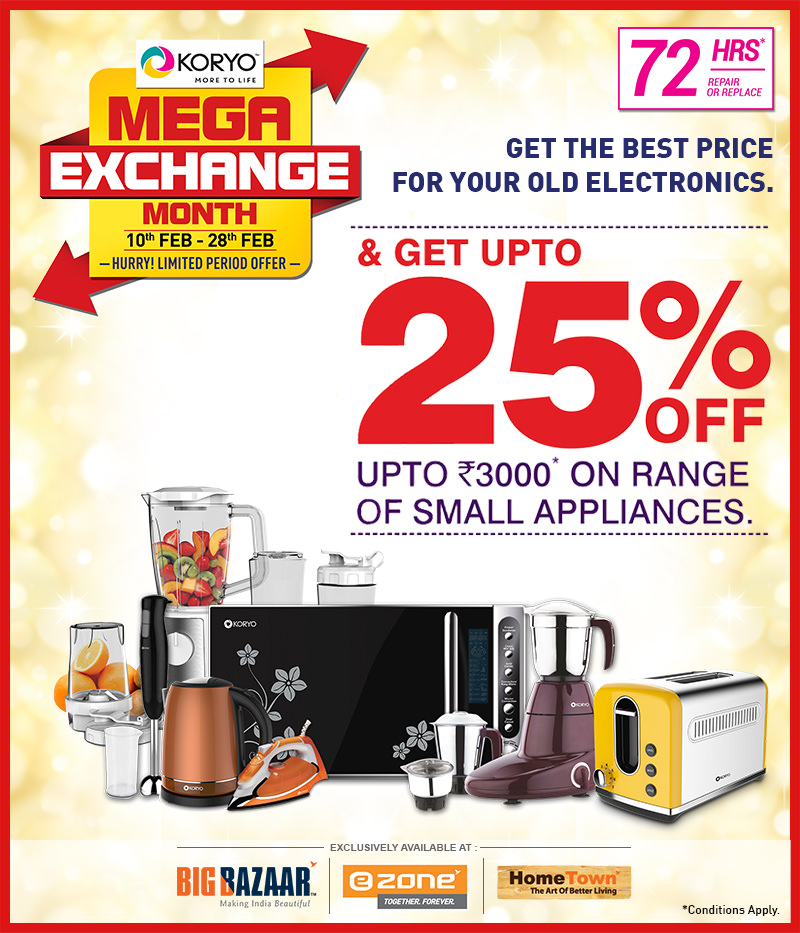 KORYO™
MORE TO LIFE
MEGA
EXCHANGE
MONTH
10th FEB - 28th FEB
– HURRY! LIMITED PERIOD OFFER –
72 HRS*
REPAIR
OR REPLACE
GET THE BEST PRICE
FOR YOUR OLD ELECTRONICS.
& GET UPTO
25% OFF
UPTO ₹3000* ON RANGE
OF SMALL APPLIANCES.
KORYO
KORYO
KORYO
KORYO
EXCLUSIVELY AVAILABLE AT :
BIG BAZAAR™
Making India Beautiful
ezone
TOGETHER. FOREVER.
HomeTown
The Art Of Better Living
*Conditions Apply.